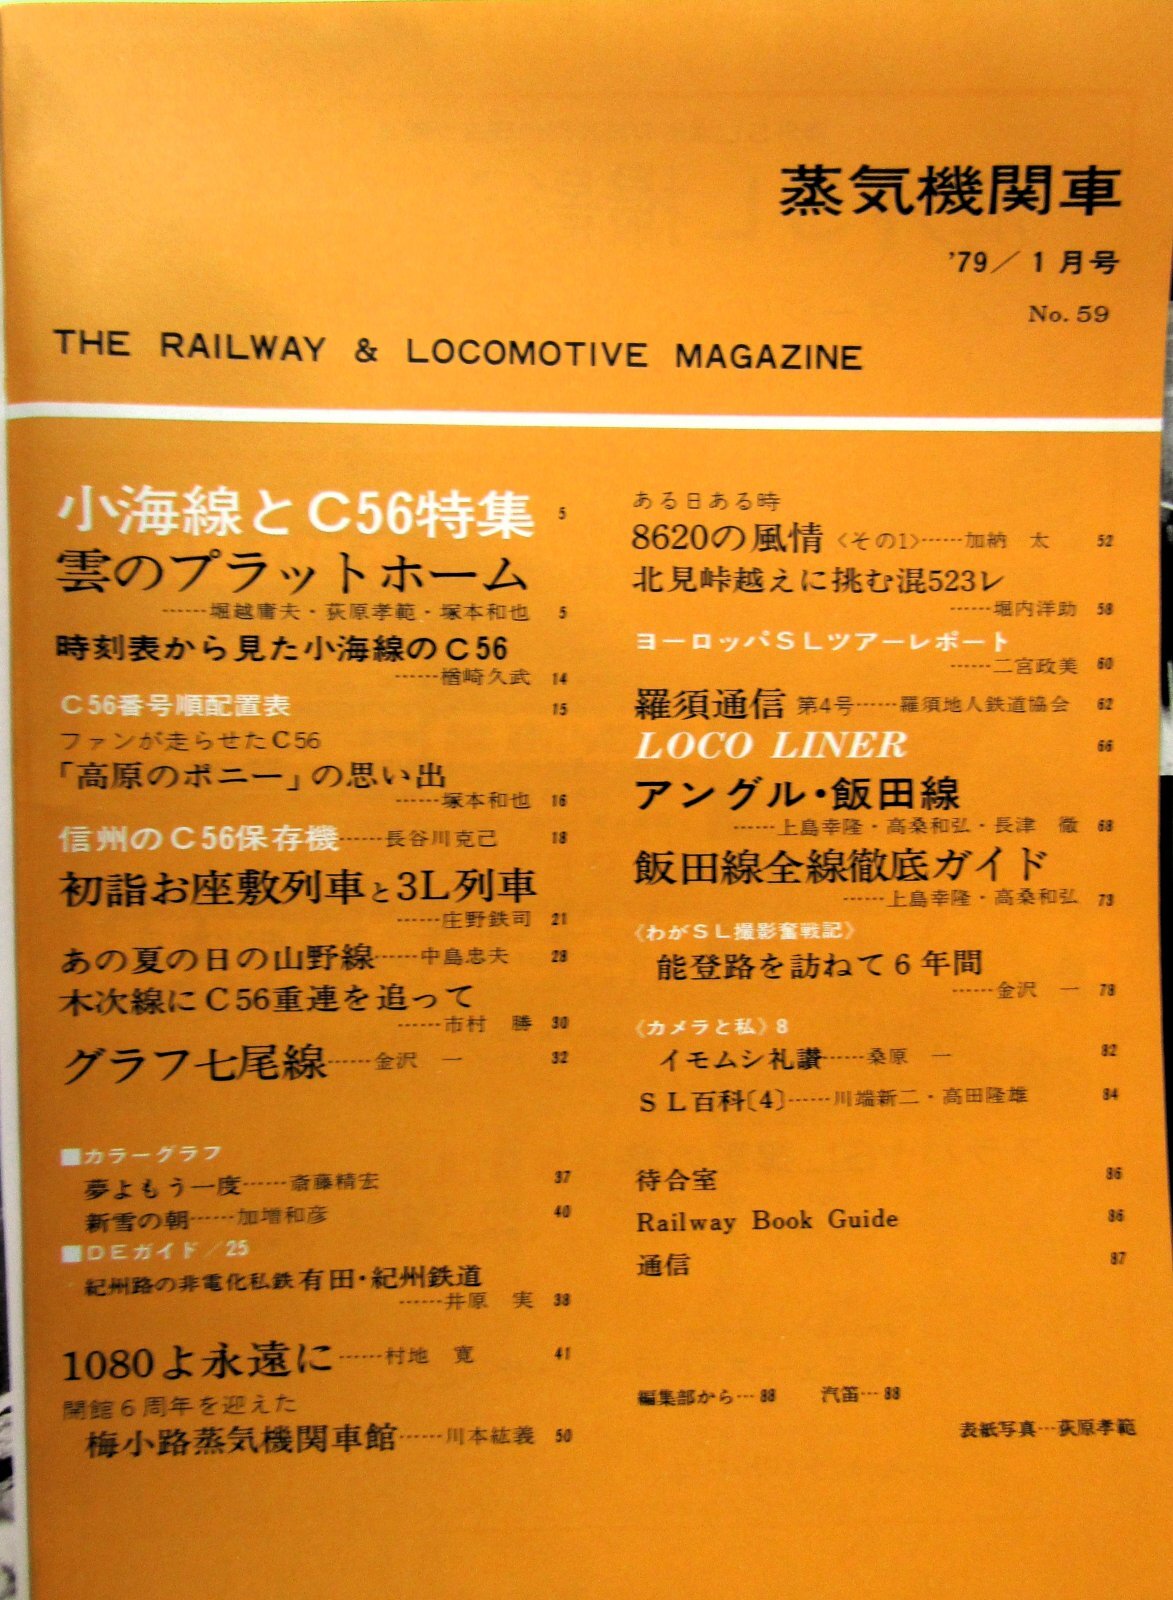 蒸気機関車
'79/1月号
No. 59
THE RAILWAY & LOCOMOTIVE MAGAZINE
小海線とC56特集 5
雲のプラットホーム
……堀越庸夫・荻原孝範・塚本和也 5
時刻表から見た小海線のC56
……楢崎久武 14
C56番号順配置表 15
ファンが走らせたC56
「高原のポニー」の思い出
……塚本和也 16
信州のC56保存機……長谷川克己 18
初詣お座敷列車と3L列車
……庄野鉄司 21
あの夏の日の山野線……中島忠夫 28
木次線にC56重連を追って
……市村 勝 30
グラフ七尾線……金沢 一 32
■カラーグラフ
夢よもう一度……斎藤精宏 37
新雪の朝……加増和彦 40
■DEガイド/25
紀州路の非電化私鉄有田・紀州鉄道
……井原 実 38
1080よ永遠に……村地 寛 41
開館6周年を迎えた
梅小路蒸気機関車館……川本紘義 50
ある日ある時
8620の風情〈その1〉……加納 太 52
北見峠越えに挑む混523レ
……堀内洋助 58
ヨーロッパSLツアーレポート
……二宮政美 60
羅須通信 第4号……羅須地人鉄道協会 62
LOCO LINER 66
アングル・飯田線
……上島幸隆・高桑和弘・長津 徹 68
飯田線全線徹底ガイド
……上島幸隆・高桑和弘 73
《わがSL撮影奮戦記》
能登路を訪ねて6年間
……金沢 一 78
《カメラと私》8
イモムシ礼讃……桑原 一 82
SL百科〔4〕……川端新二・高田隆雄 84
待合室 86
Railway Book Guide 86
通信 87
編集部から…88 汽笛…88
表紙写真…荻原孝範